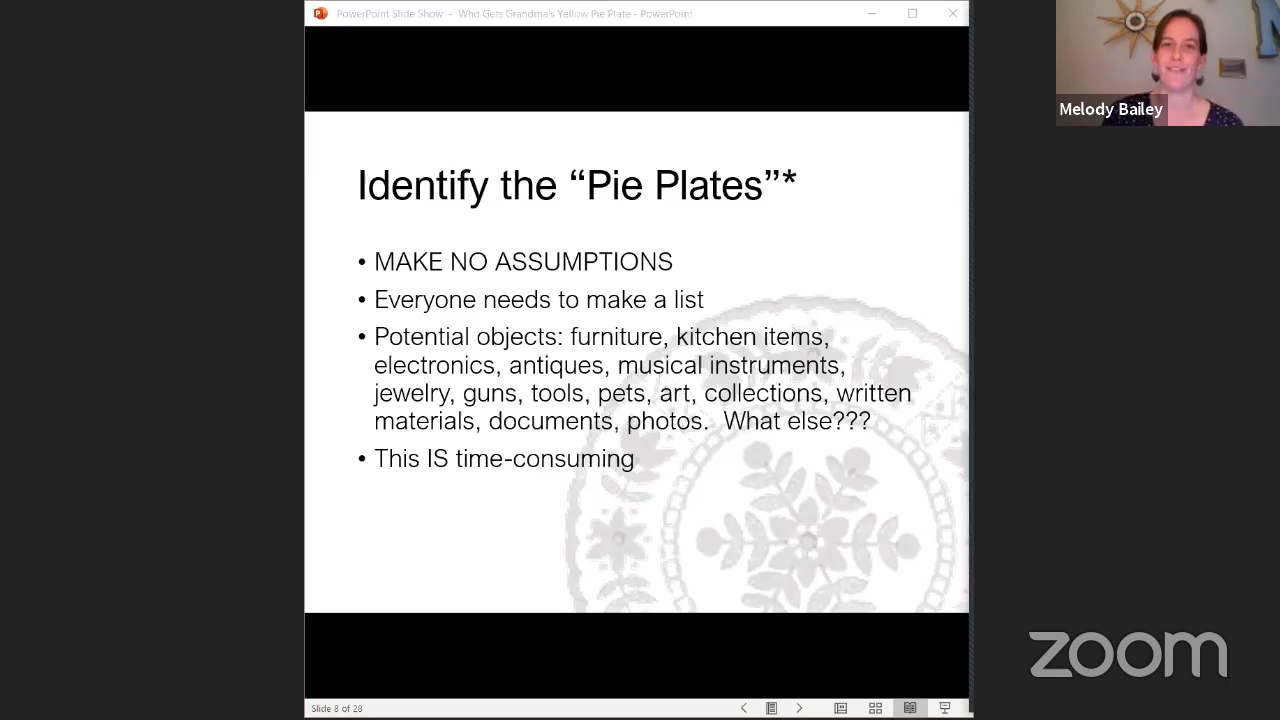 PowerPoint Slide Show - Who Gets Grandma's Yellow Pie Plate - PowerPoint
Melody Bailey
Identify the “Pie Plates”*
• MAKE NO ASSUMPTIONS
• Everyone needs to make a list
• Potential objects: furniture, kitchen items,
electronics, antiques, musical instruments,
jewelry, guns, tools, pets, art, collections, written
materials, documents, photos.  What else???
• This IS time-consuming
zoom
Slide 8 of 28